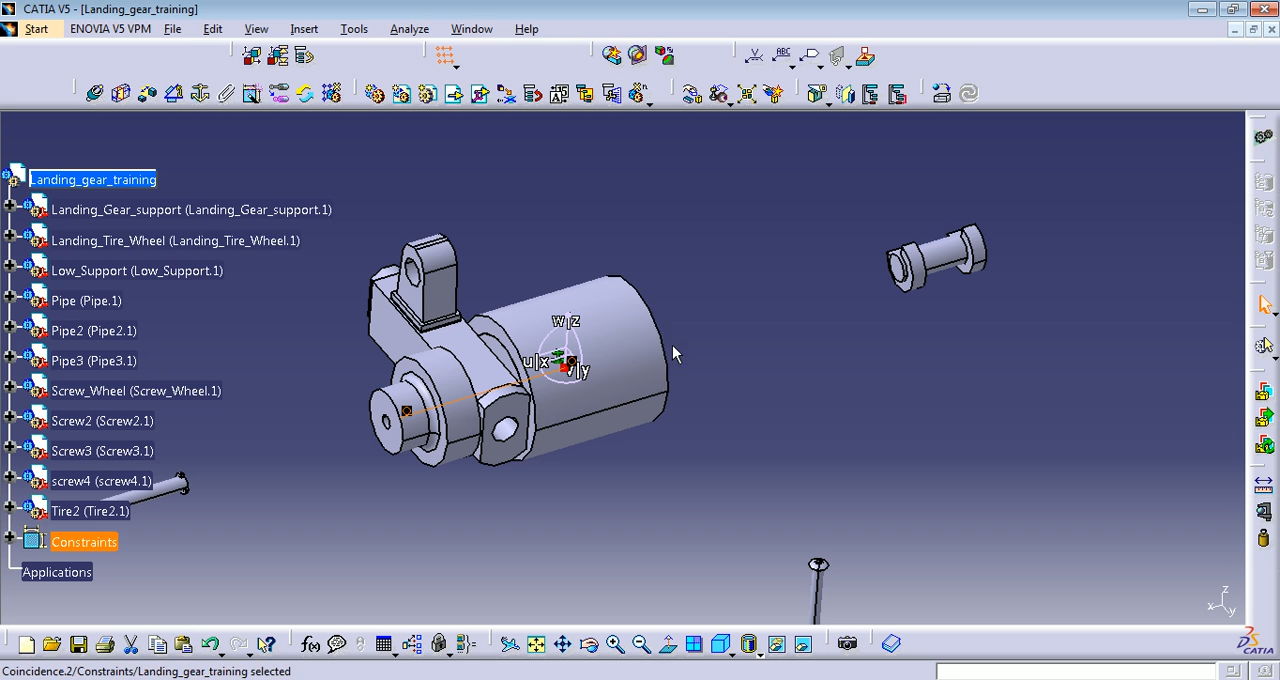 CATIA V5 - [Landing_gear_training]
Start ENOVIA V5 VPM File Edit View Insert Tools Analyze Window Help
ABC
Landing_gear_training
Landing_Gear_support (Landing_Gear_support.1)
Landing_Tire_Wheel (Landing_Tire_Wheel.1)
Low_Support (Low_Support.1)
Pipe (Pipe.1)
Pipe2 (Pipe2.1)
Pipe3 (Pipe3.1)
Screw_Wheel (Screw_Wheel.1)
Screw2 (Screw2.1)
Screw3 (Screw3.1)
screw4 (screw4.1)
Tire2 (Tire2.1)
Constraints
Applications
w|z
u|x
v|y
z
x
y
f(x)
CATIA
Coincidence.2/Constraints/Landing_gear_training selected